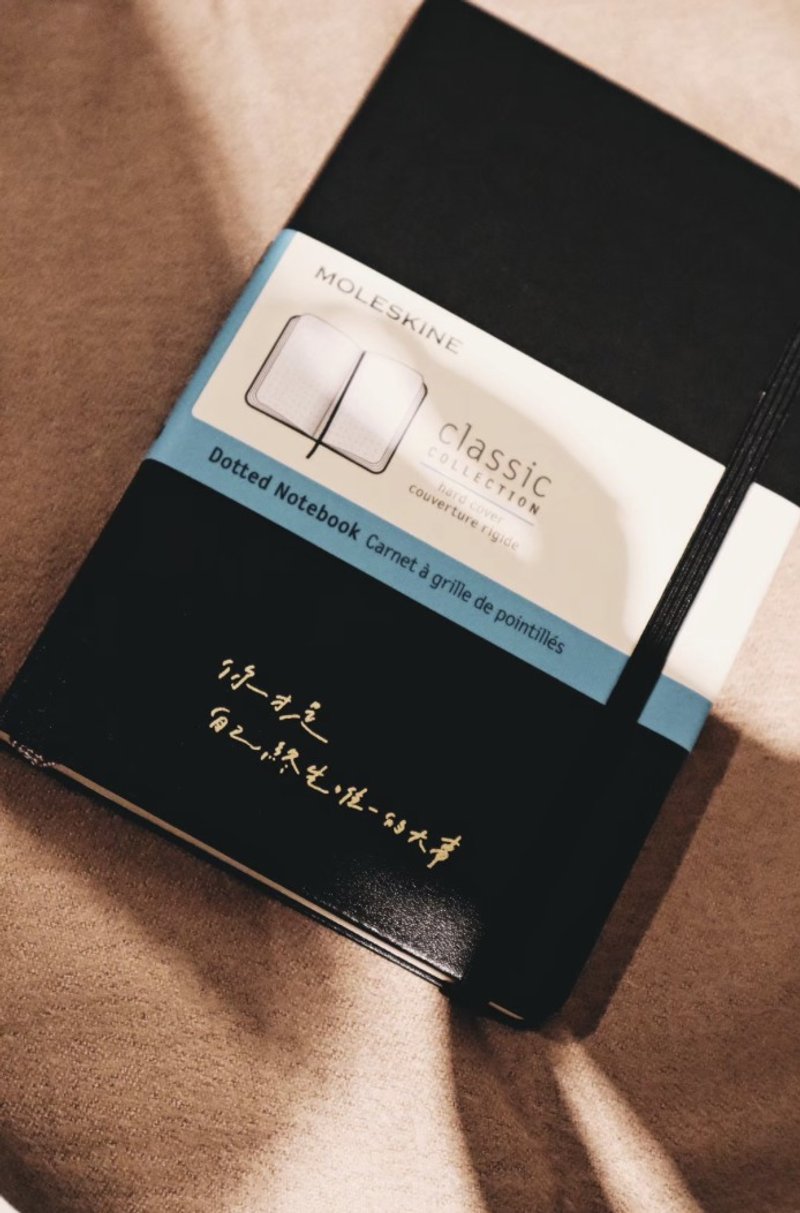 MOLESKINE
classic
COLLECTION
hard cover
couverture rigide
Dotted Notebook Carnet à grille de pointillés
你才是
自己終生唯一的大事